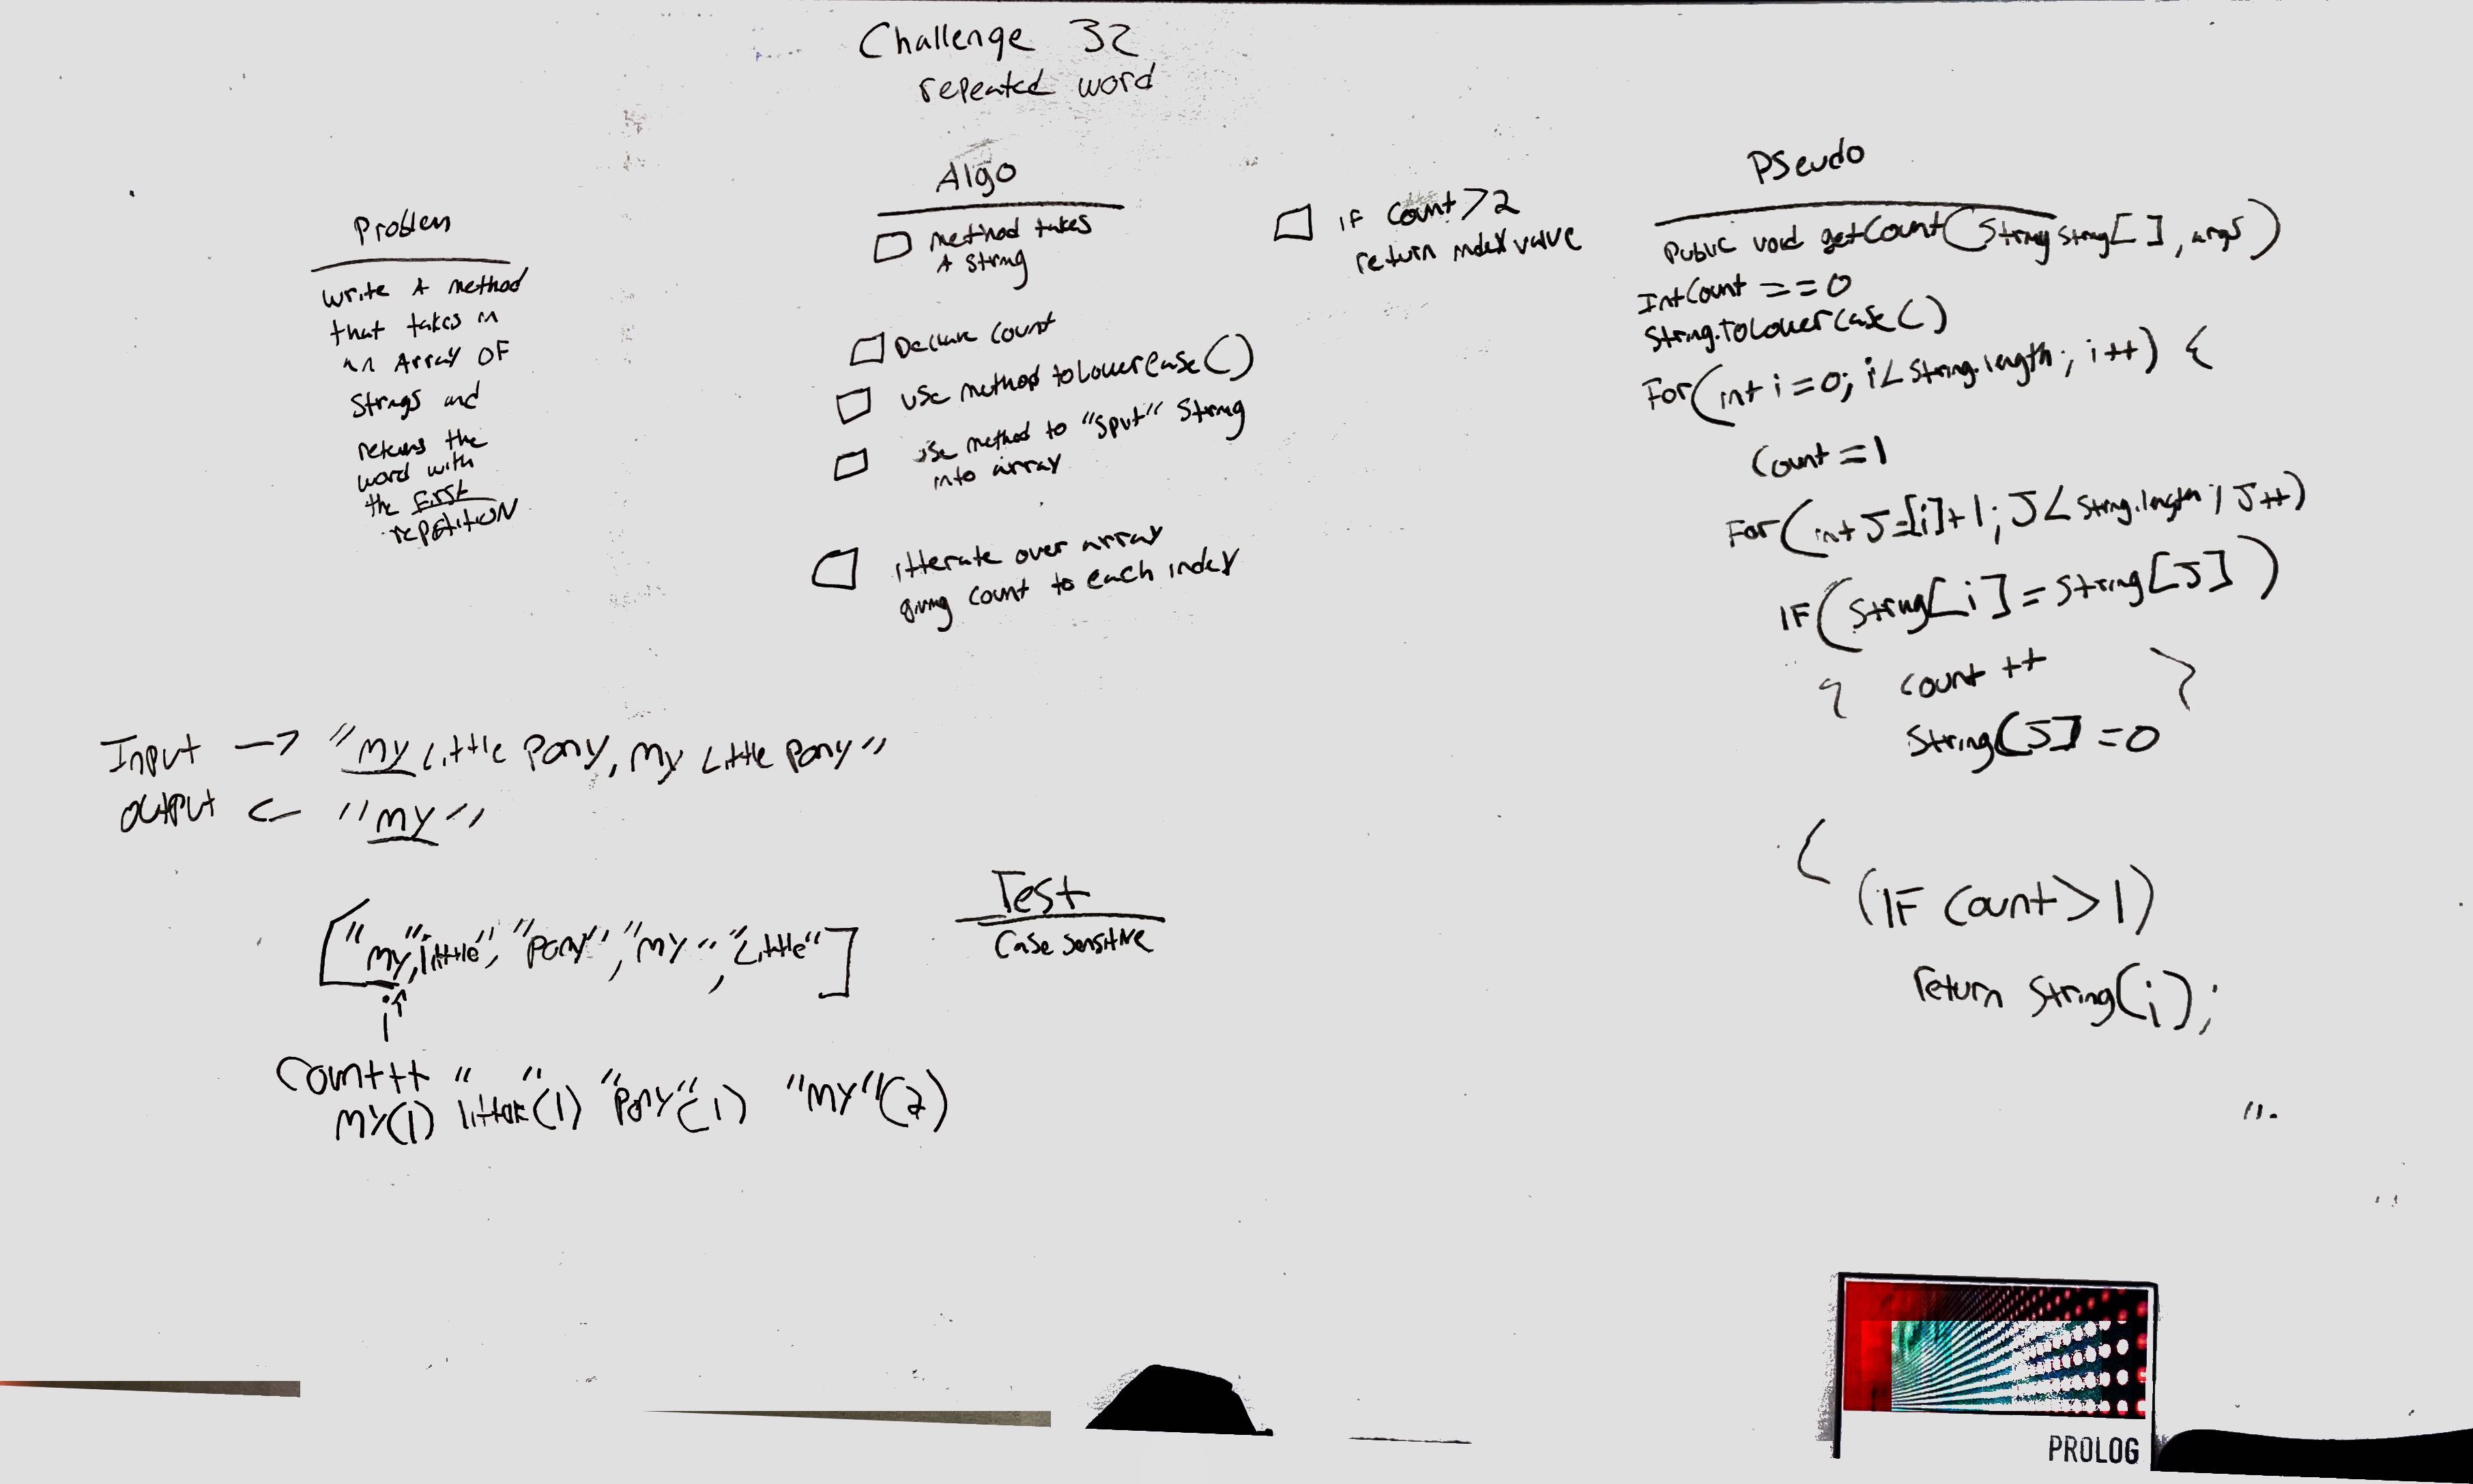 Challenge 32
repeated word
Problem
write A method
that takes in
an Array OF
Strings and
returns the
word with
the First
repetition
Algo
method takes
A string
Declare count
use method toLowerCase()
use method to "split" String
into array
itterate over array
giving count to each index
IF Count > 2
return index value
PSeudo
Public void getCount(String string[ ], args)
Int Count == 0
String.toLowerCase()
For(int i = 0; i < string.length; i++) {
Count = 1
For(int J=[i]+1; J < string.length; J++)
IF(string[i] = string[J])
{ count ++ }
String[J] = 0
(IF Count > 1)
return string(i);
Input -> "my Little Pony, my Little Pony"
output <- "my"
["my", little", "Pony", "my", "Little"]
i
Test
Case sensitive
Count++
my(1) "Pony"(1) "my"(2)
PROLOG